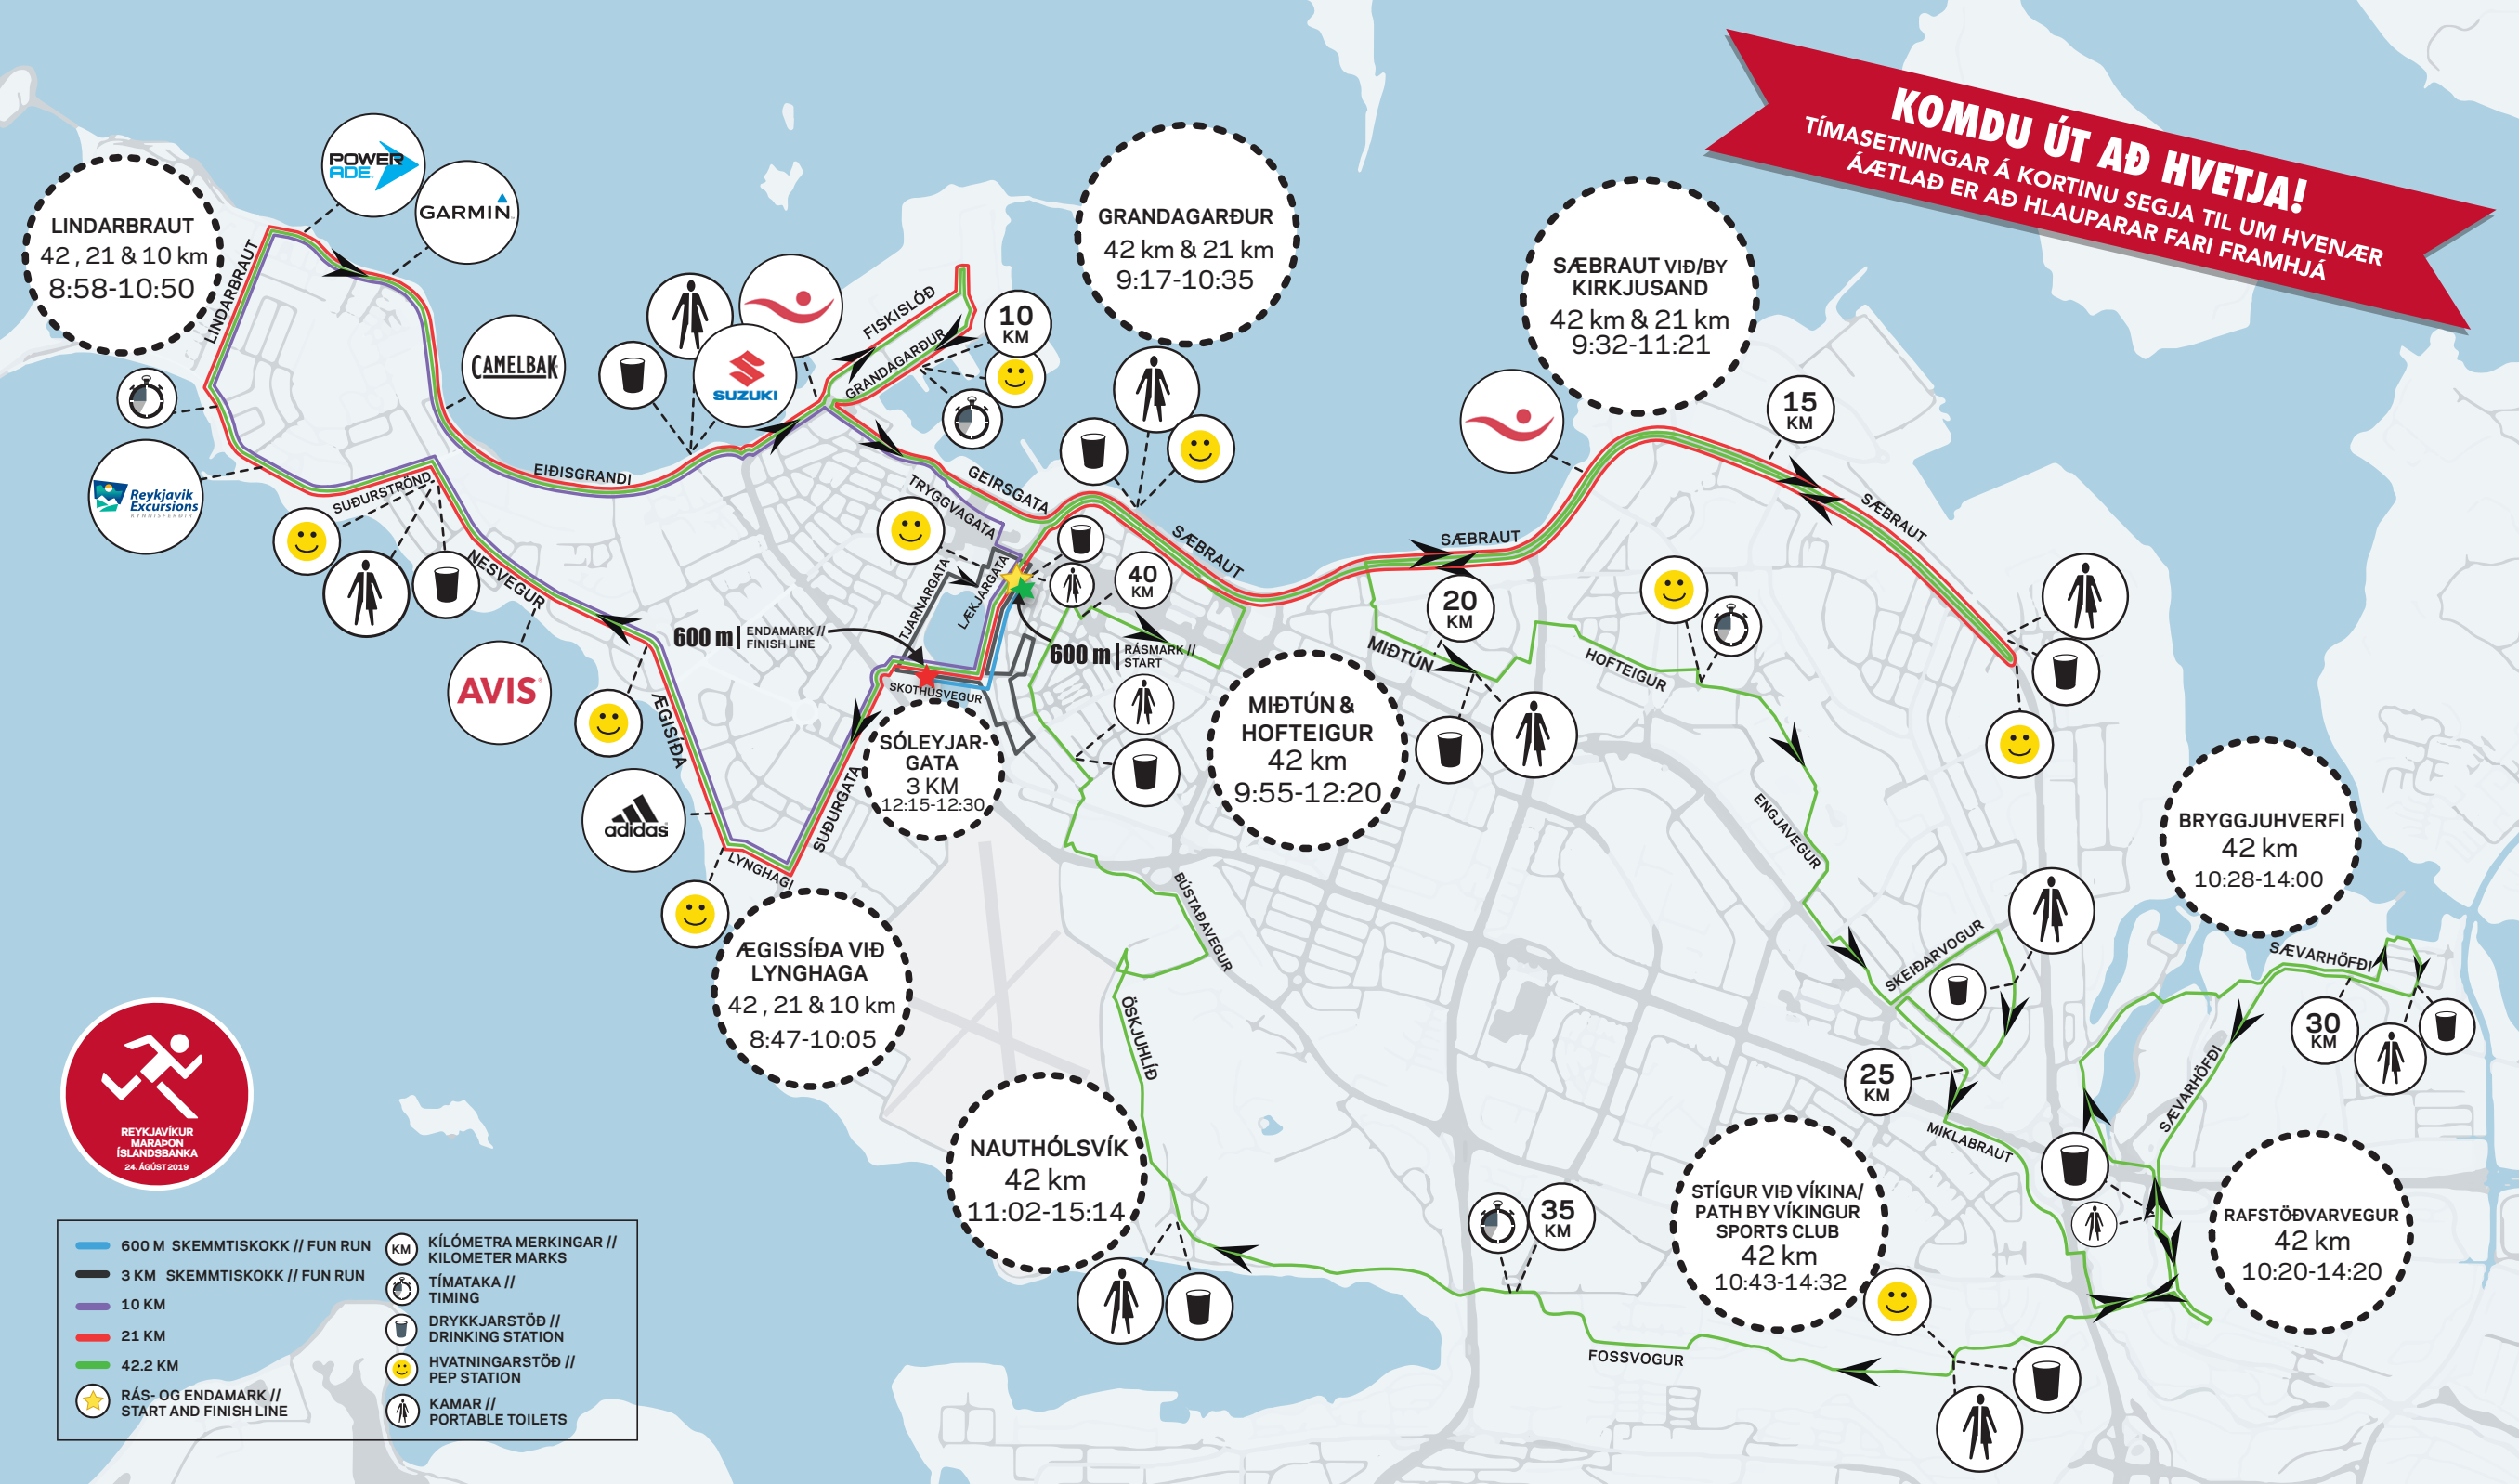 KOMDU ÚT AÐ HVETJA!
TÍMASETNINGAR Á KORTINU SEGJA TIL UM HVENÆR
ÁÆTLAÐ ER AÐ HLAUPARAR FARI FRAMHJÁ
POWER
ADE
GARMIN
LINDARBRAUT
42 , 21 & 10 km
8:58-10:50
LINDARBRAUT
CAMELBAK
SUZUKI
FISKISLÓÐ
GRANDAGARÐUR
10
KM
GRANDAGARÐUR
42 km & 21 km
9:17-10:35
SÆBRAUT VIÐ/BY
KIRKJUSAND
42 km & 21 km
9:32-11:21
15
KM
Reykjavik
Excursions
KYNNISFERÐIR
SUÐURSTRÖND
EIÐISGRANDI
NESVEGUR
TRYGGVAGATA
GEIRSGATA
SÆBRAUT
SÆBRAUT
SÆBRAUT
TJARNARGATA
LÆKJARGATA
40
KM
600 m
ENDAMARK //
FINISH LINE
600 m
RÁSMARK //
START
SKOTHÚSVEGUR
20
KM
MIÐTÚN
HOFTEIGUR
AVIS
ÆGISÍÐA
adidas
LYNGHAGI
SUÐURGATA
SÓLEYJAR-
GATA
3 KM
12:15-12:30
MIÐTÚN &
HOFTEIGUR
42 km
9:55-12:20
ENGJAVEGUR
BRYGGJUHVERFI
42 km
10:28-14:00
ÆGISSÍÐA VIÐ
LYNGHAGA
42 , 21 & 10 km
8:47-10:05
BÚSTAÐAVEGUR
ÖSKJUHLÍÐ
SKEIÐARVOGUR
SÆVARHÖFÐI
30
KM
25
KM
SÆVARHÖFÐI
MIKLABRAUT
NAUTHÓLSVÍK
42 km
11:02-15:14
35
KM
STÍGUR VIÐ VÍKINA/
PATH BY VÍKINGUR
SPORTS CLUB
42 km
10:43-14:32
RAFSTÖÐVARVEGUR
42 km
10:20-14:20
FOSSVOGUR
REYKJAVÍKUR
MARAÞON
ÍSLANDSBANKA
24. ÁGÚST 2019
600 M SKEMMTISKOKK // FUN RUN
3 KM SKEMMTISKOKK // FUN RUN
10 KM
21 KM
42.2 KM
RÁS- OG ENDAMARK //
START AND FINISH LINE
KM
KÍLÓMETRA MERKINGAR //
KILOMETER MARKS
TÍMATAKA //
TIMING
DRYKKJARSTÖÐ //
DRINKING STATION
HVATNINGARSTÖÐ //
PEP STATION
KAMAR //
PORTABLE TOILETS